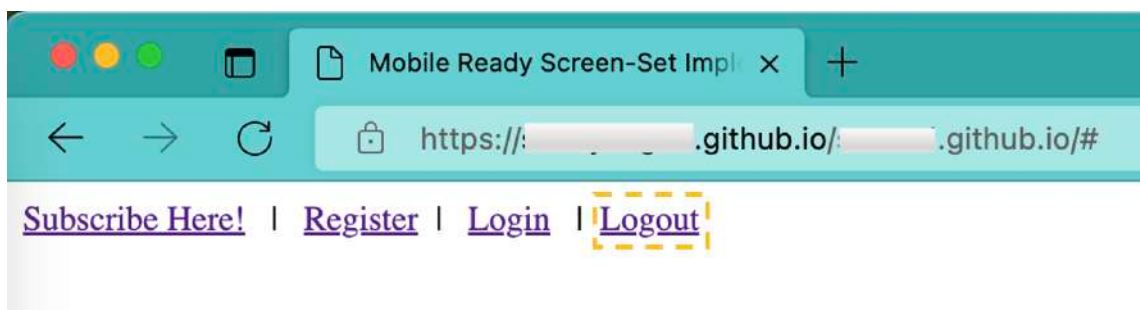 Mobile Ready Screen-Set Impl
https:// .github.io/ .github.io/#
Subscribe Here! | Register | Login | Logout